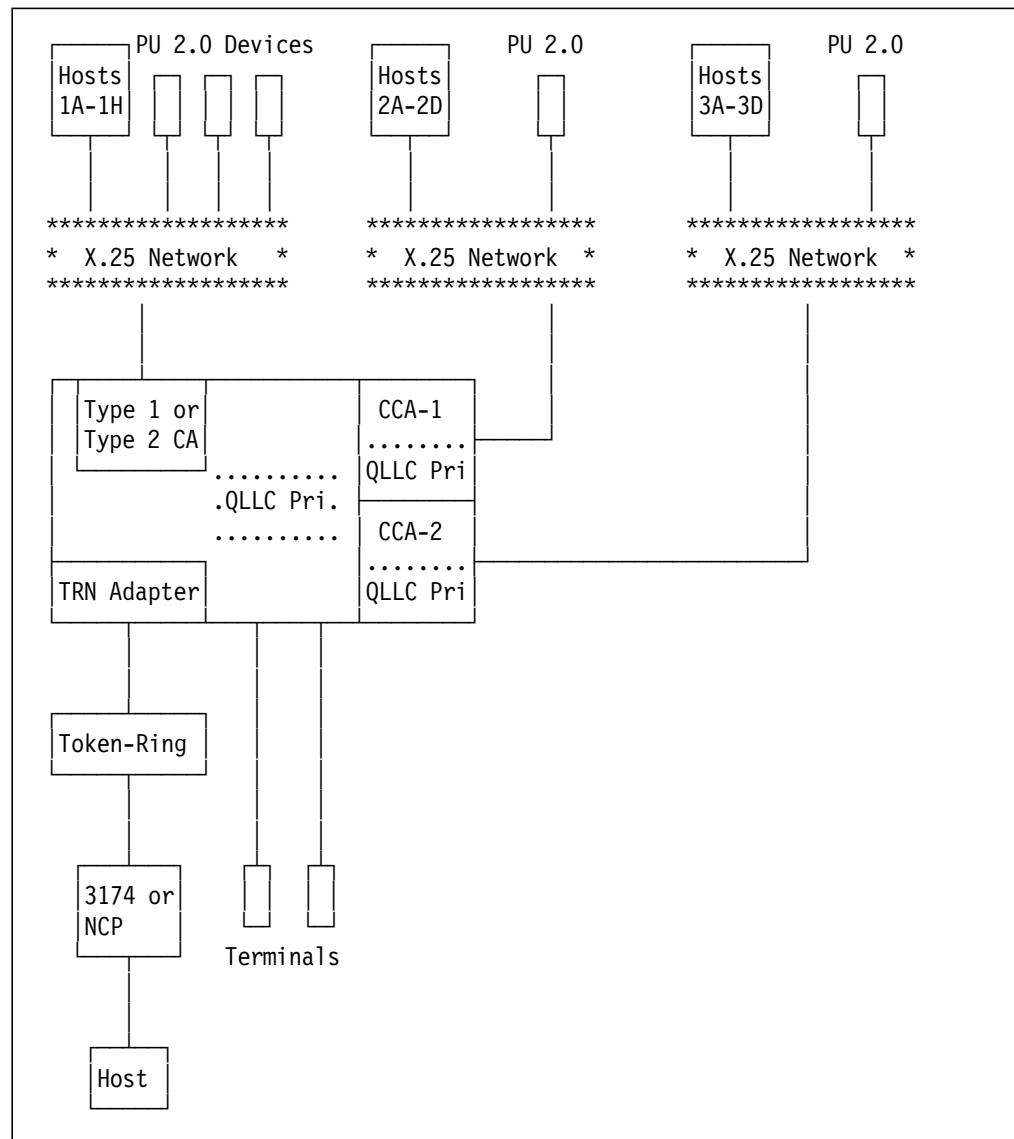 PU 2.0 Devices PU 2.0 PU 2.0
Hosts Hosts Hosts
1A-1H 2A-2D 3A-3D
******************* ****************** ******************
* X.25 Network * * X.25 Network * * X.25 Network *
******************* ****************** ******************
Type 1 or CCA-1
Type 2 CA ........
.......... QLLC Pri
.QLLC Pri.
.......... CCA-2
........
TRN Adapter QLLC Pri
Token-Ring
3174 or
NCP
Terminals
Host